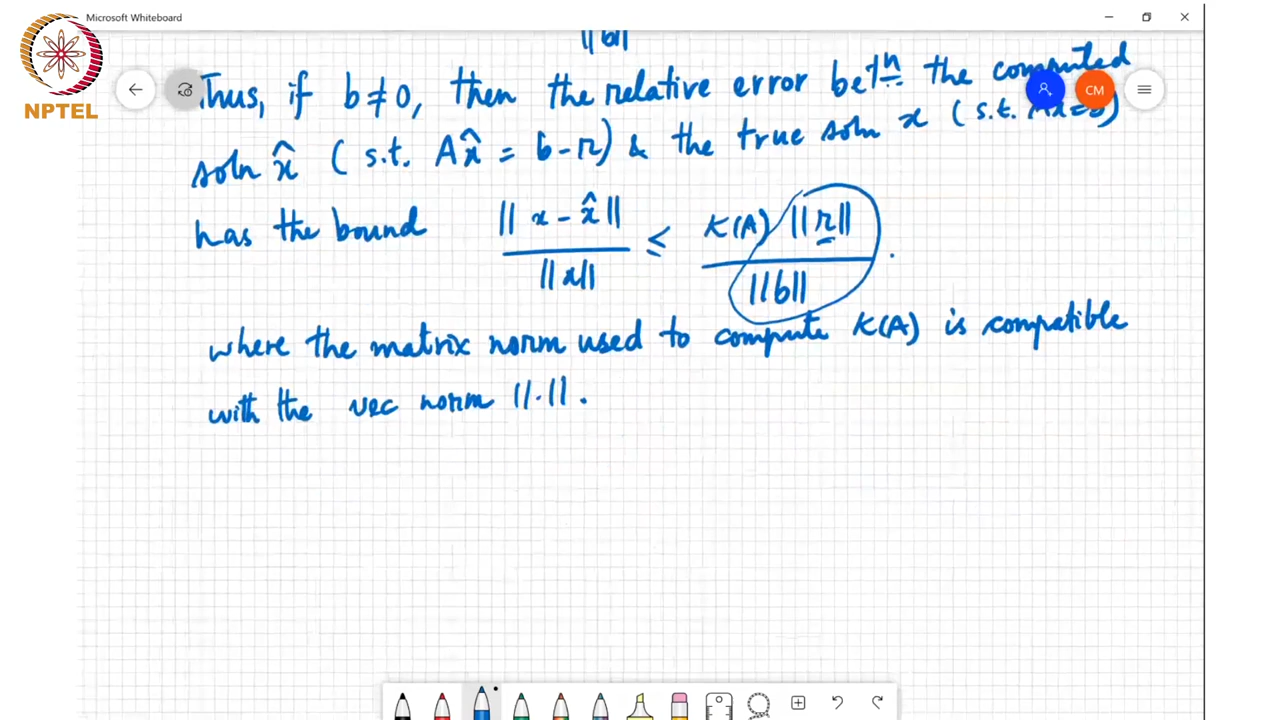 Microsoft Whiteboard
NPTEL
CM
||b||
Thus, if b ≠ 0, then the relative error betn the computed
soln x̂ (s.t. Ax̂ = b - r) & the true soln x (s.t. Ax = b)
has the bound ||x - x̂|| / ||x|| ≤ κ(A) ||r|| / ||b|| .
where the matrix norm used to compute κ(A) is compatible
with the vec norm ||.||.